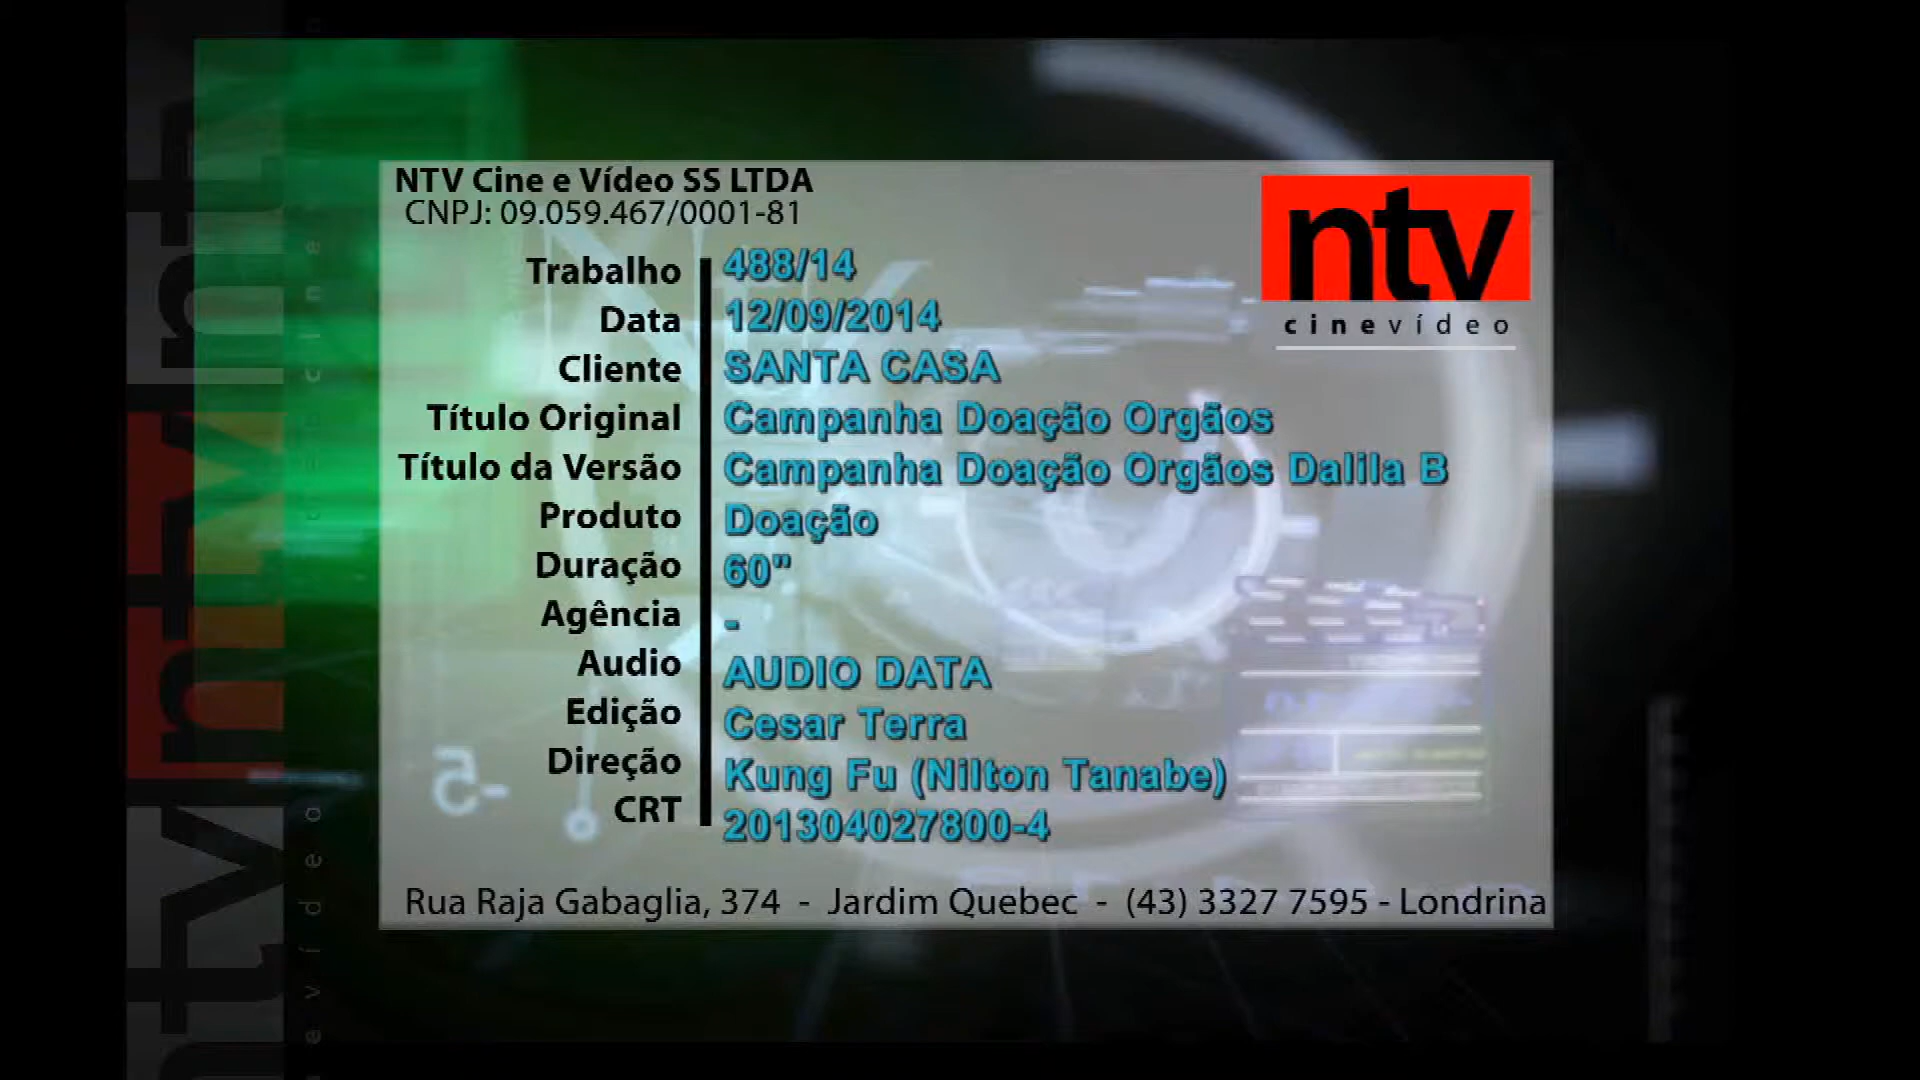 NTV Cine e Vídeo SS LTDA
CNPJ: 09.059.467/0001-81
ntv
cinevídeo
Trabalho 488/14
Data 12/09/2014
Cliente SANTA CASA
Título Original Campanha Doação Orgãos
Título da Versão Campanha Doação Orgãos Dalila B
Produto Doação
Duração 60"
Agência -
Audio AUDIO DATA
Edição Cesar Terra
Direção Kung Fu (Nilton Tanabe)
CRT 201304027800-4
Rua Raja Gabaglia, 374 - Jardim Quebec - (43) 3327 7595 - Londrina